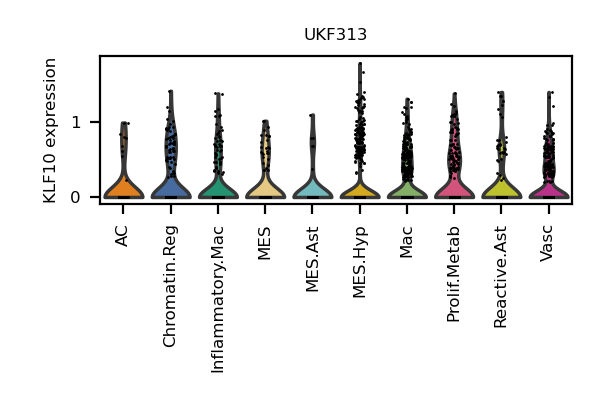 UKF313
KLF10 expression
1
0
AC
Chromatin.Reg
Inflammatory.Mac
MES
MES.Ast
MES.Hyp
Mac
Prolif.Metab
Reactive.Ast
Vasc